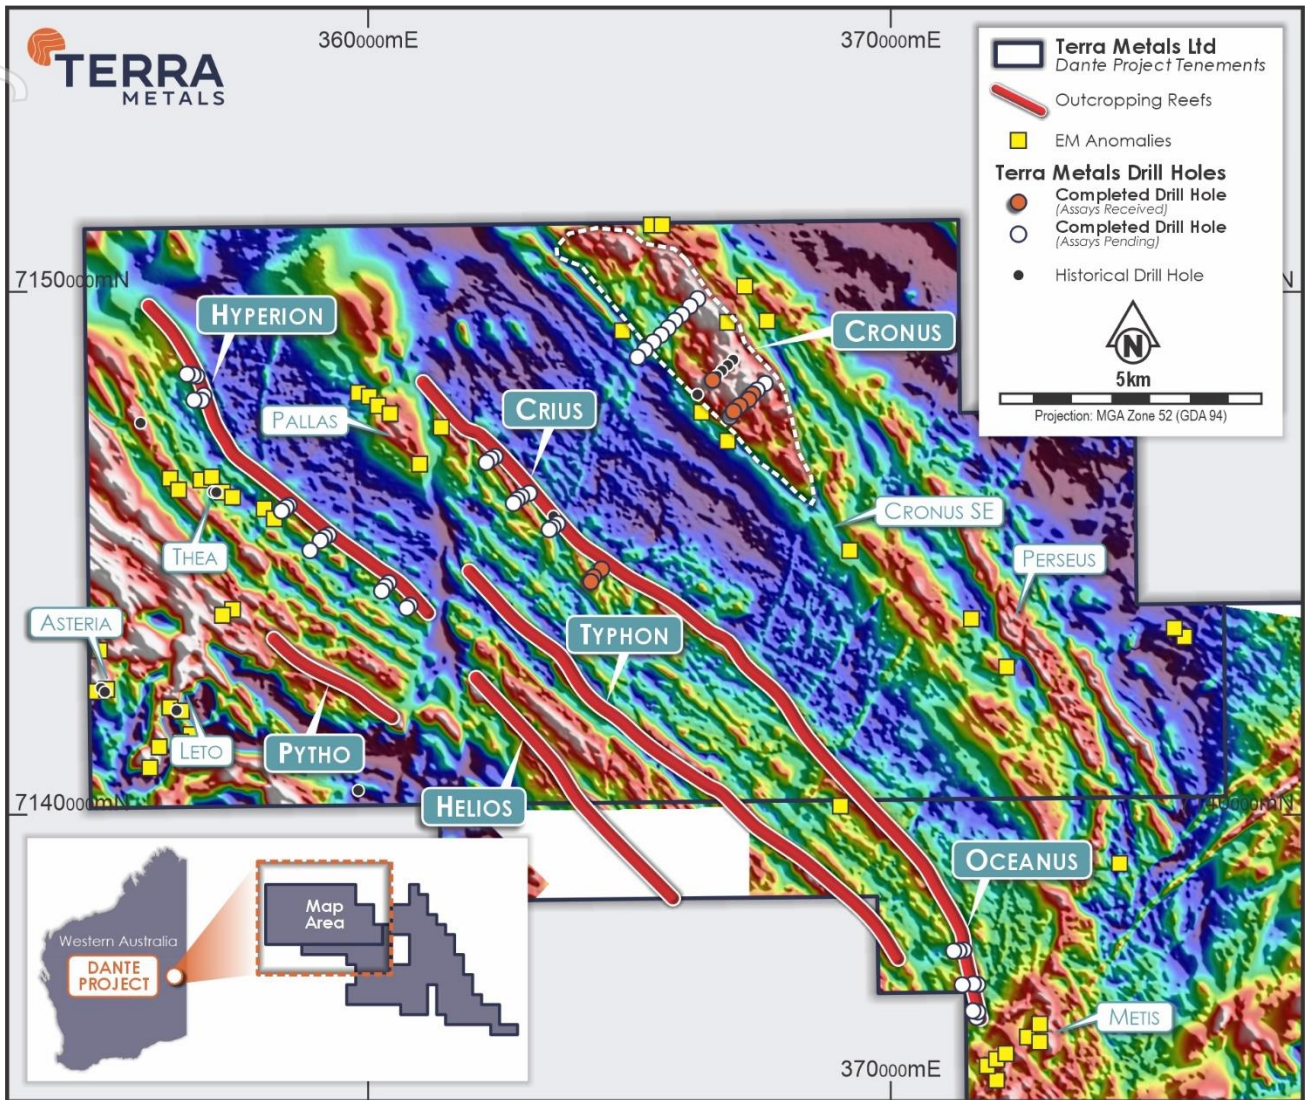 TERRA
METALS
360000mE
370000mE
Terra Metals Ltd
Dante Project Tenements
Outcropping Reefs
EM Anomalies
Terra Metals Drill Holes
Completed Drill Hole
(Assays Received)
Completed Drill Hole
(Assays Pending)
Historical Drill Hole
N
5km
Projection: MGA Zone 52 (GDA 94)
7150000mN
HYPERION
CRONUS
PALLAS
CRIUS
CRONUS SE
THEA
PERSEUS
ASTERIA
TYPHON
LETO
PYTHO
HELIOS
7140000mN
OCEANUS
Map
Area
Western Australia
DANTE
PROJECT
METIS
370000mE